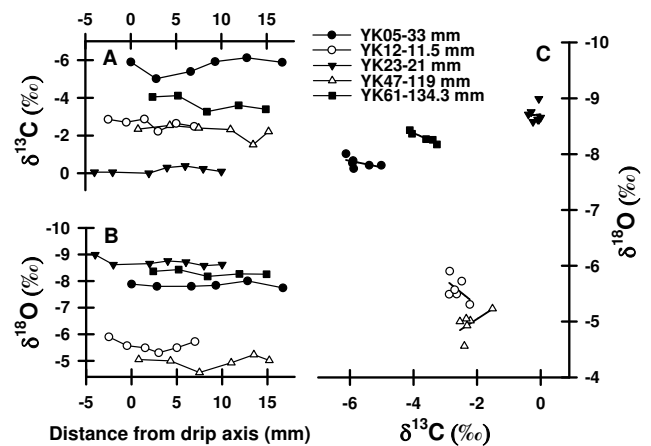 -5 0 5 10 15
YK05-33 mm
YK12-11.5 mm
YK23-21 mm
YK47-119 mm
YK61-134.3 mm
A
-6
-4
-2
0
δ13C (‰)
B
-10
-9
-8
-7
-6
-5
δ18O (‰)
-5 0 5 10 15
Distance from drip axis (mm)
C
-10
-9
-8
-7
-6
-5
-4
δ18O (‰)
-6 -4 -2 0
δ13C (‰)